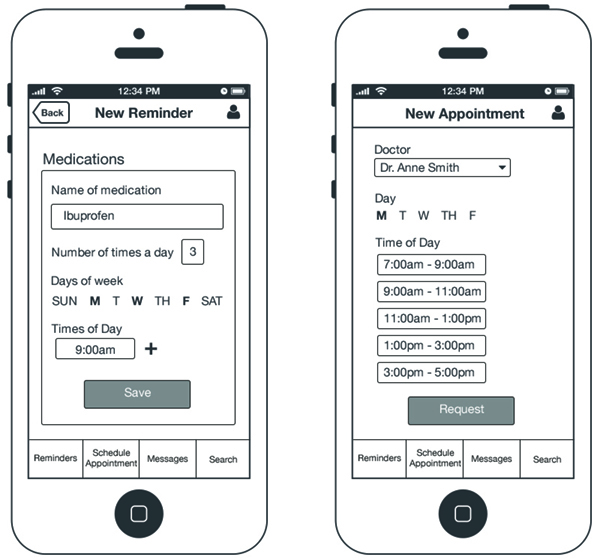 12:34 PM
Back
New Reminder
Medications
Name of medication
Ibuprofen
Number of times a day 3
Days of week
SUN M T W TH F SAT
Times of Day
9:00am +
Save
Reminders
Schedule
Appointment
Messages
Search
12:34 PM
New Appointment
Doctor
Dr. Anne Smith
Day
M T W TH F
Time of Day
7:00am - 9:00am
9:00am - 11:00am
11:00am - 1:00pm
1:00pm - 3:00pm
3:00pm - 5:00pm
Request
Reminders
Schedule
Appointment
Messages
Search